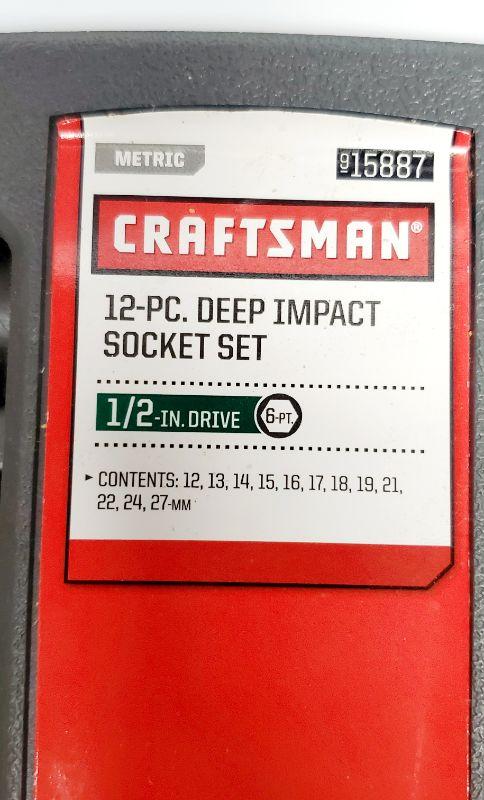 METRIC
915887
CRAFTSMAN®
12-PC. DEEP IMPACT
SOCKET SET
1/2-IN. DRIVE 6-PT.
▸ CONTENTS: 12, 13, 14, 15, 16, 17, 18, 19, 21,
22, 24, 27-MM